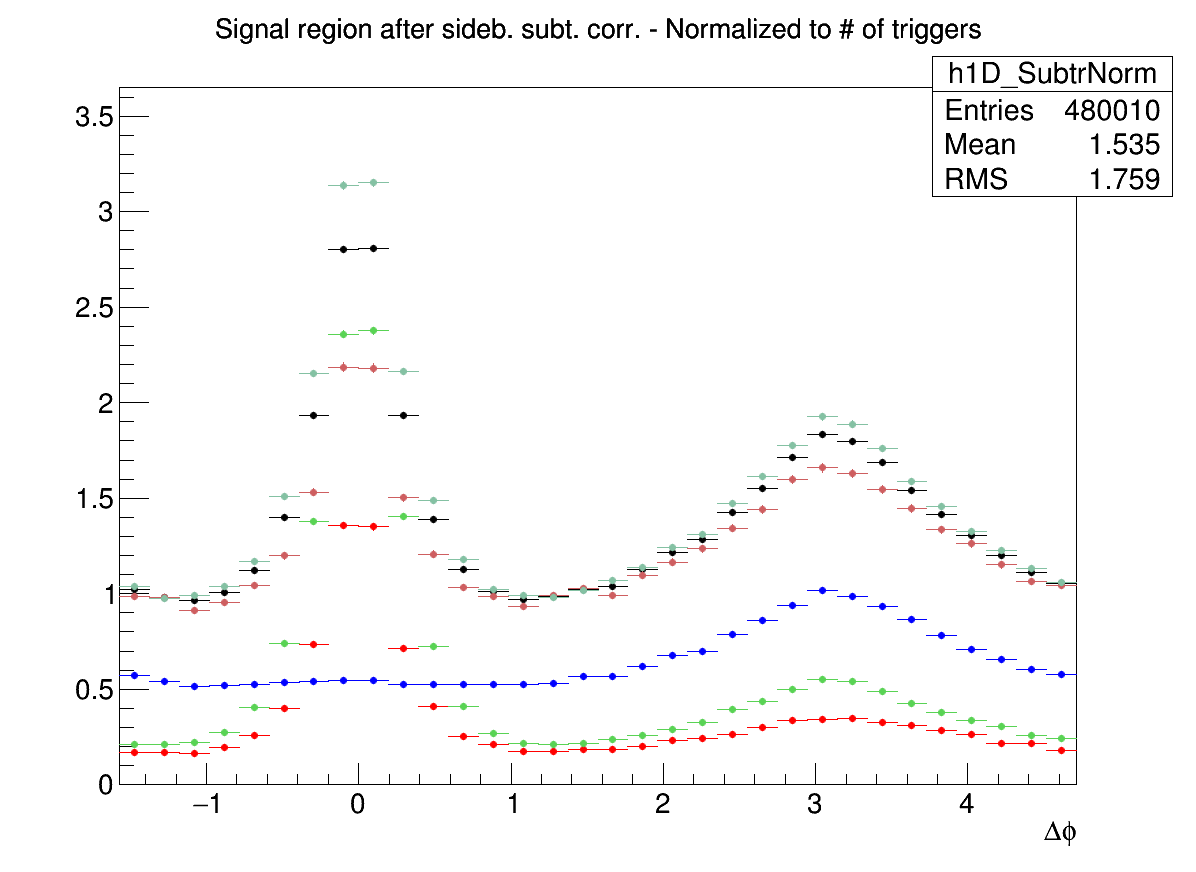 Signal region after sideb. subt. corr. - Normalized to # of triggers
h1D_SubtrNorm
Entries 480010
Mean 1.535
RMS 1.759
3.5
3
2.5
2
1.5
1
0.5
0
−1 0 1 2 3 4
Δϕ